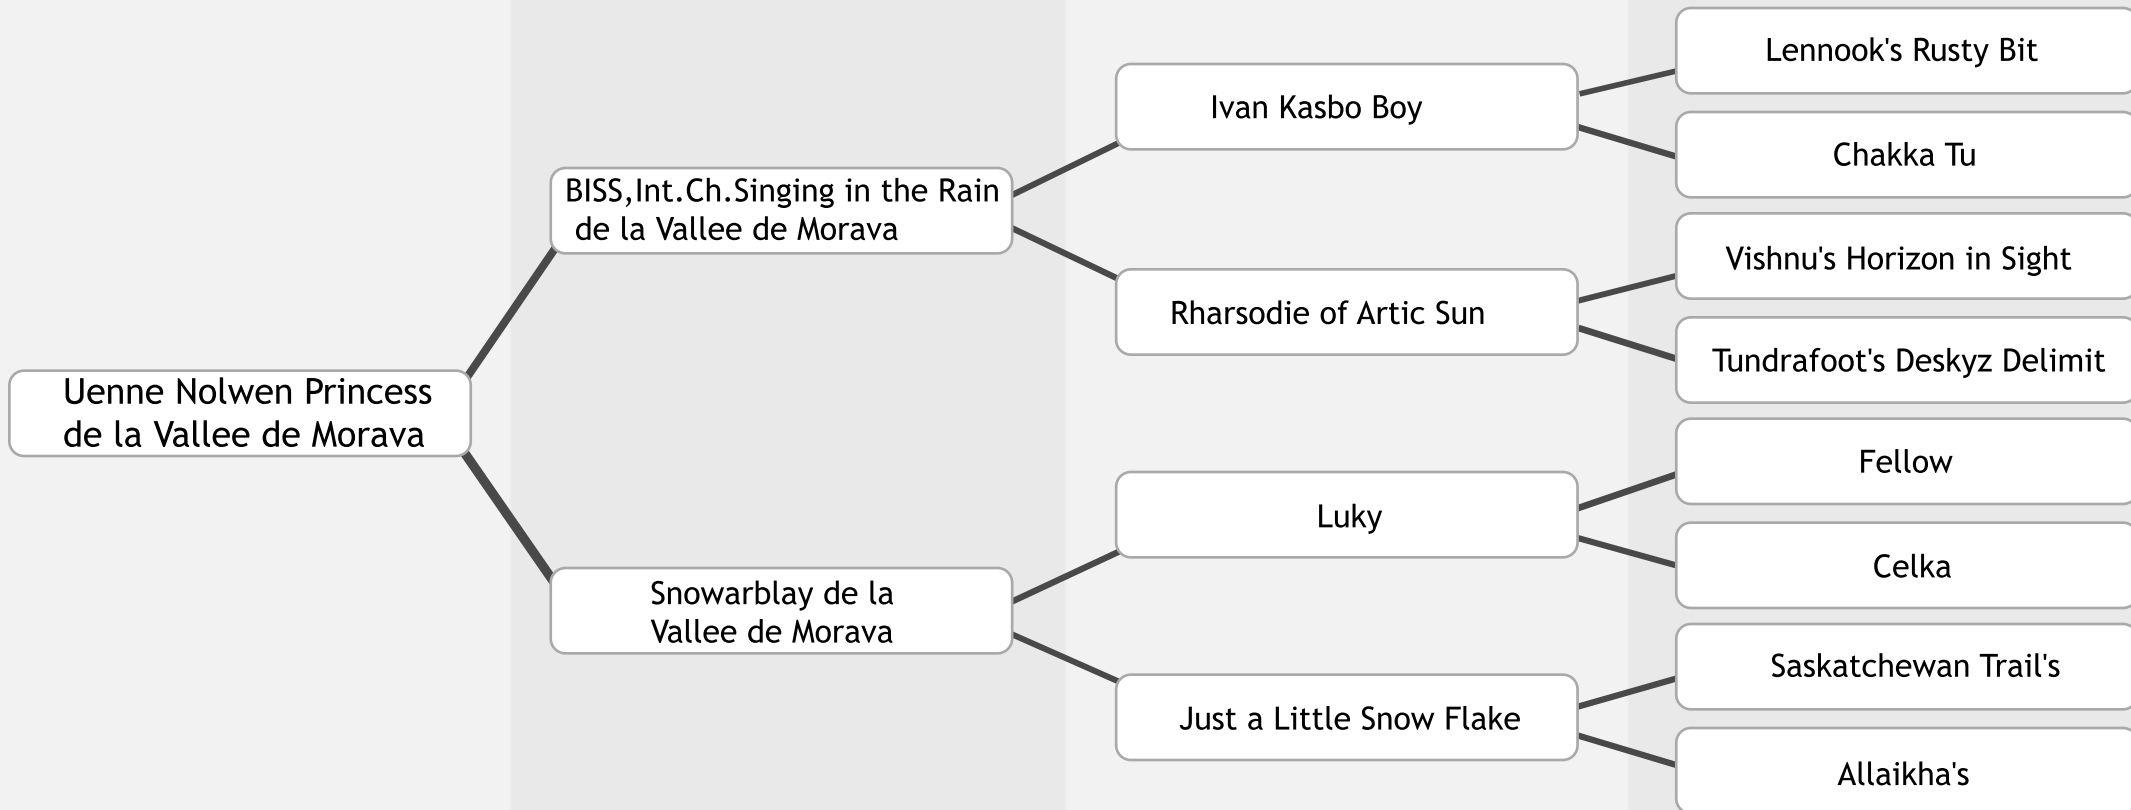 Uenne Nolwen Princess
de la Vallee de Morava
BISS,Int.Ch.Singing in the Rain
de la Vallee de Morava
Snowarblay de la
Vallee de Morava
Ivan Kasbo Boy
Rharsodie of Artic Sun
Luky
Just a Little Snow Flake
Lennook's Rusty Bit
Chakka Tu
Vishnu's Horizon in Sight
Tundrafoot's Deskyz Delimit
Fellow
Celka
Saskatchewan Trail's
Allaikha's